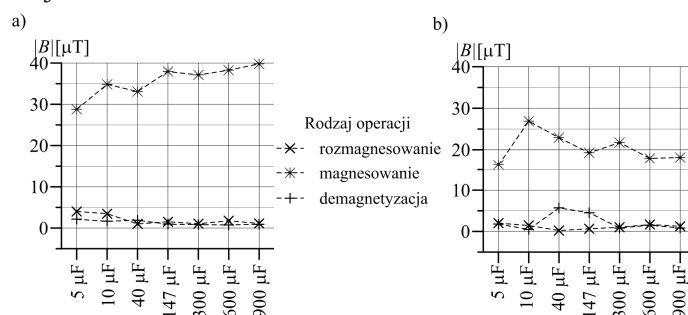 a)
|B|[µT]
40
30
20
10
0
5 µF
10 µF
40 µF
147 µF
300 µF
600 µF
900 µF
Rodzaj operacji
rozmagnesowanie
magnesowanie
demagnetyzacja
b)
|B|[µT]
40
30
20
10
0
5 µF
10 µF
40 µF
147 µF
300 µF
600 µF
900 µF